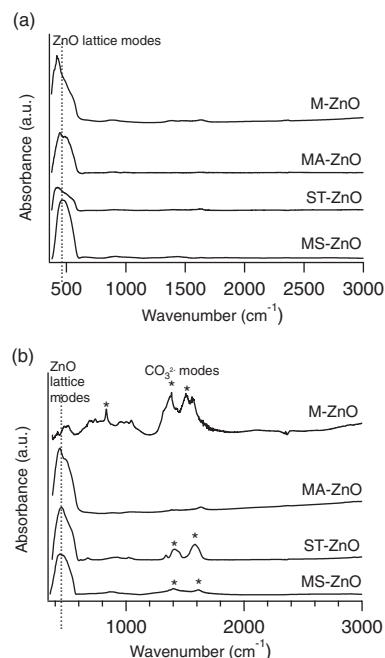 (a)
ZnO lattice modes
M-ZnO
MA-ZnO
ST-ZnO
MS-ZnO
Absorbance (a.u.)
500 1000 1500 2000 2500 3000
Wavenumber (cm-1)
(b)
ZnO
lattice
modes
CO3 2- modes
* * *
M-ZnO
MA-ZnO
* *
ST-ZnO
* *
MS-ZnO
Absorbance (a.u.)
1000 2000 3000
Wavenumber (cm-1)